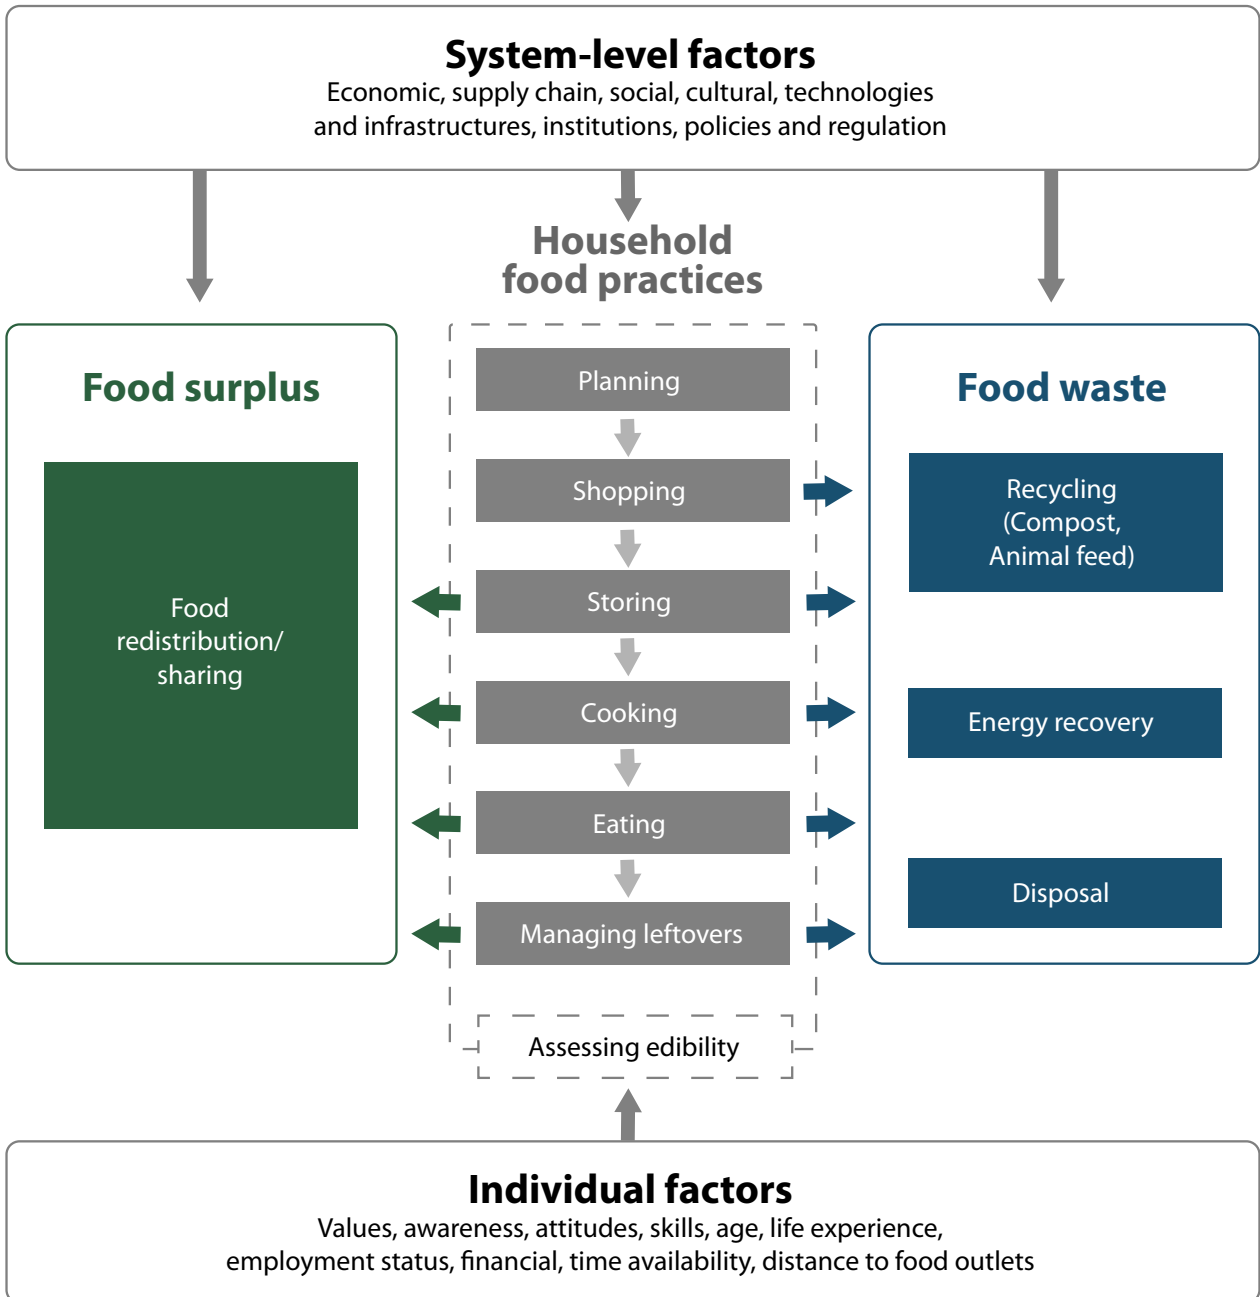 System-level factors
Economic, supply chain, social, cultural, technologies
and infrastructures, institutions, policies and regulation
Household
food practices
Food surplus
Food
redistribution/
sharing
Planning
Shopping
Storing
Cooking
Eating
Managing leftovers
Assessing edibility
Food waste
Recycling
(Compost,
Animal feed)
Energy recovery
Disposal
Individual factors
Values, awareness, attitudes, skills, age, life experience,
employment status, financial, time availability, distance to food outlets